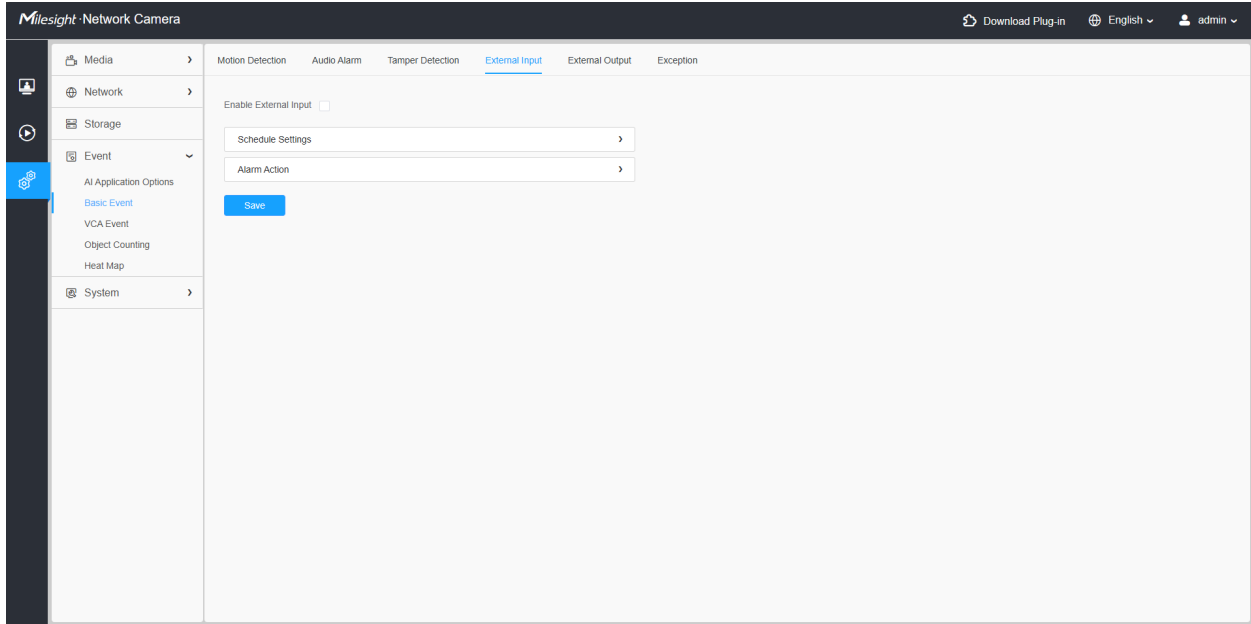 Milesight · Network Camera
Download Plug-in
English
admin
Media
Network
Storage
Event
AI Application Options
Basic Event
VCA Event
Object Counting
Heat Map
System
Motion Detection Audio Alarm Tamper Detection External Input External Output Exception
Enable External Input
Schedule Settings
Alarm Action
Save